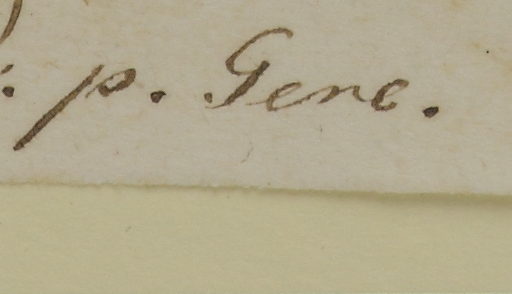 : p. Gene.